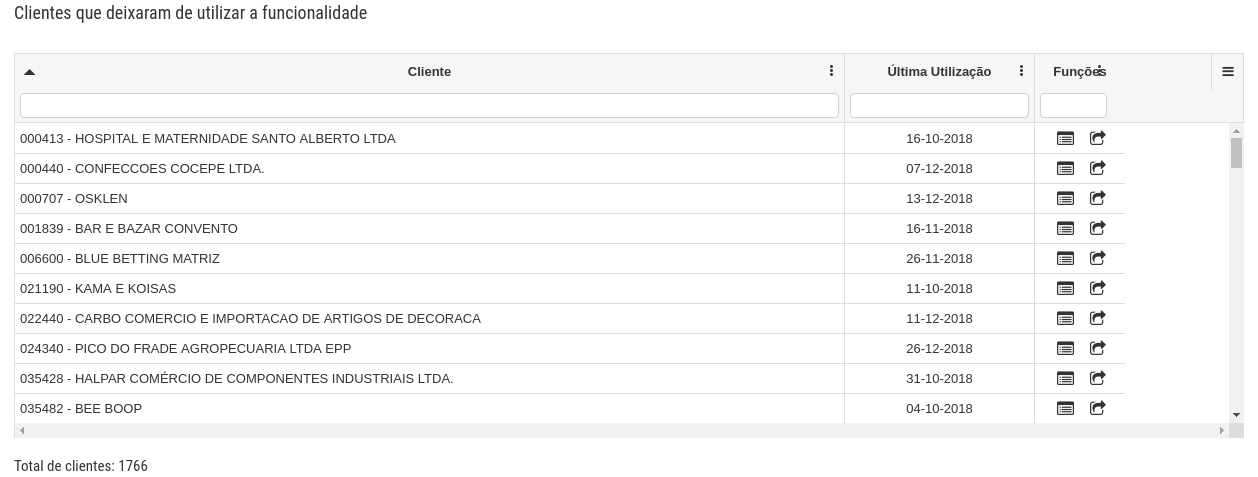 Clientes que deixaram de utilizar a funcionalidade
Cliente Última Utilização Funções
000413 - HOSPITAL E MATERNIDADE SANTO ALBERTO LTDA 16-10-2018
000440 - CONFECCOES COCEPE LTDA. 07-12-2018
000707 - OSKLEN 13-12-2018
001839 - BAR E BAZAR CONVENTO 16-11-2018
006600 - BLUE BETTING MATRIZ 26-11-2018
021190 - KAMA E KOISAS 11-10-2018
022440 - CARBO COMERCIO E IMPORTACAO DE ARTIGOS DE DECORACA 11-12-2018
024340 - PICO DO FRADE AGROPECUARIA LTDA EPP 26-12-2018
035428 - HALPAR COMÉRCIO DE COMPONENTES INDUSTRIAIS LTDA. 31-10-2018
035482 - BEE BOOP 04-10-2018
Total de clientes: 1766